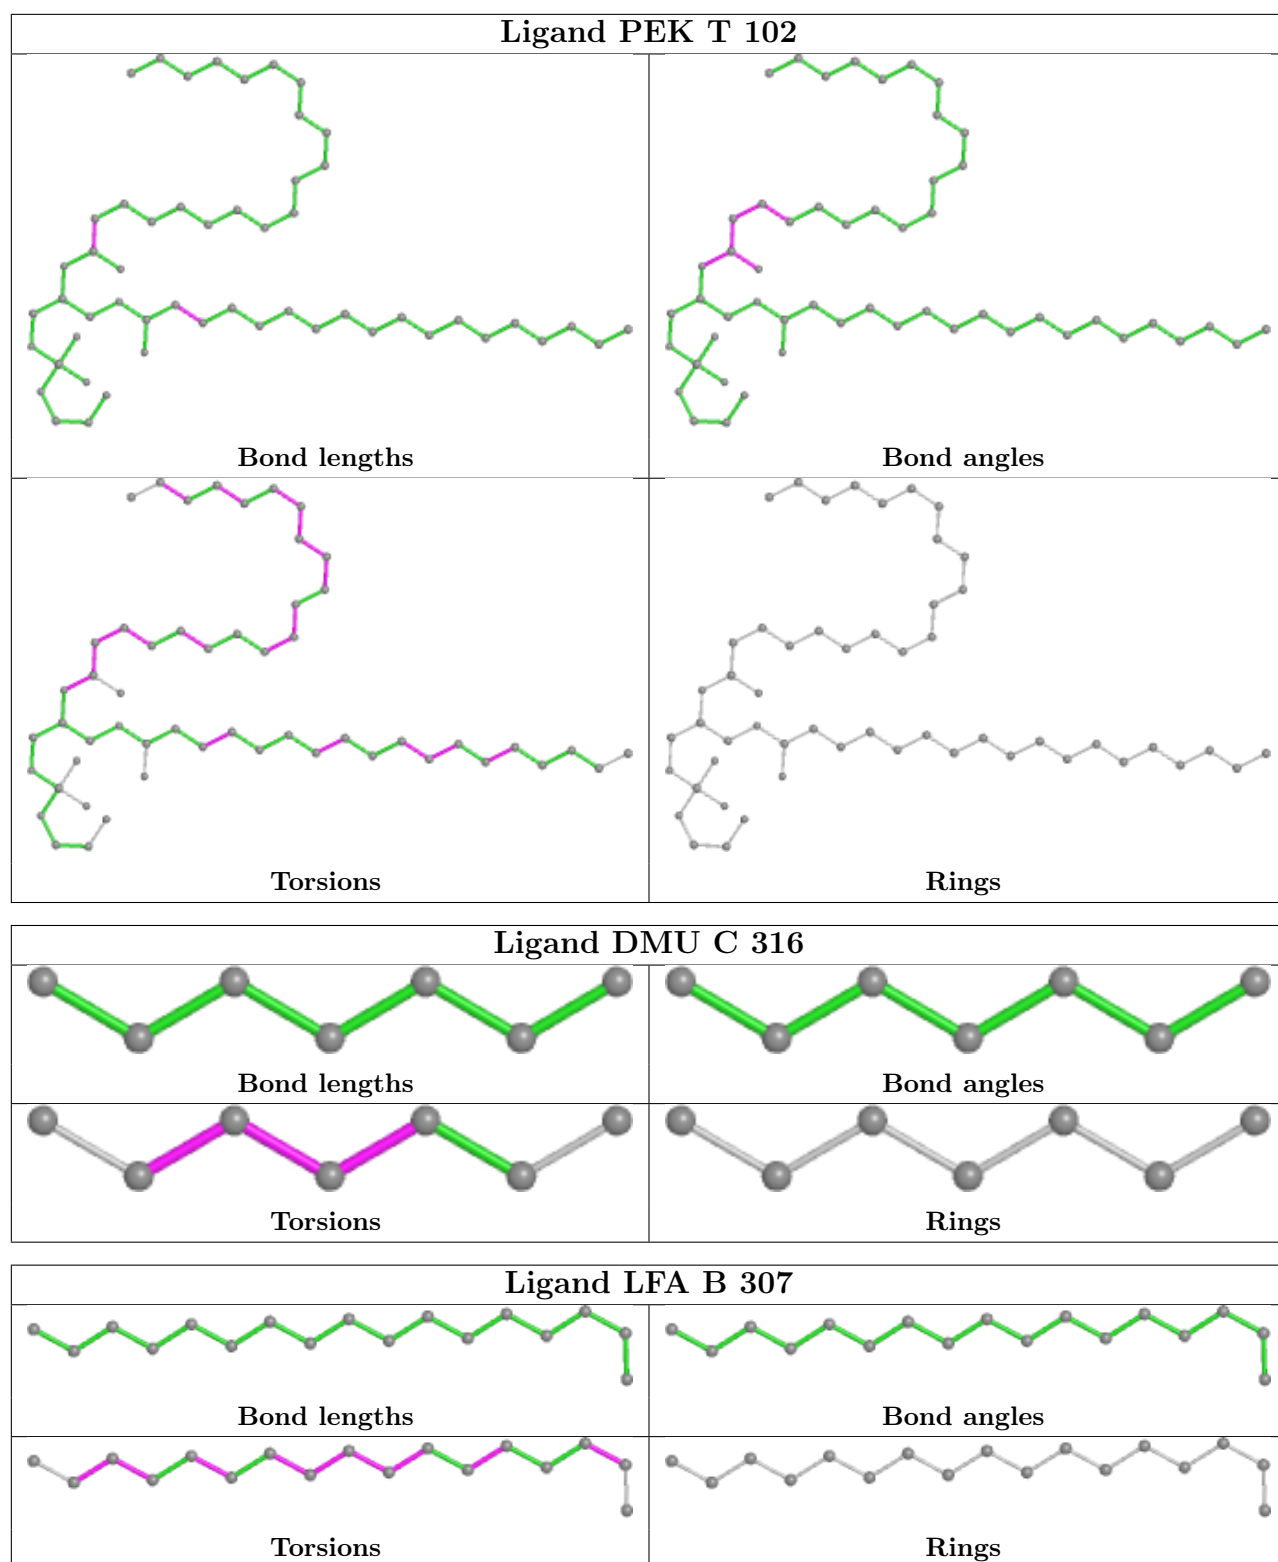 Ligand PEK T 102
Bond lengths
Bond angles
Torsions
Rings
Ligand DMU C 316
Bond lengths
Bond angles
Torsions
Rings
Ligand LFA B 307
Bond lengths
Bond angles
Torsions
Rings